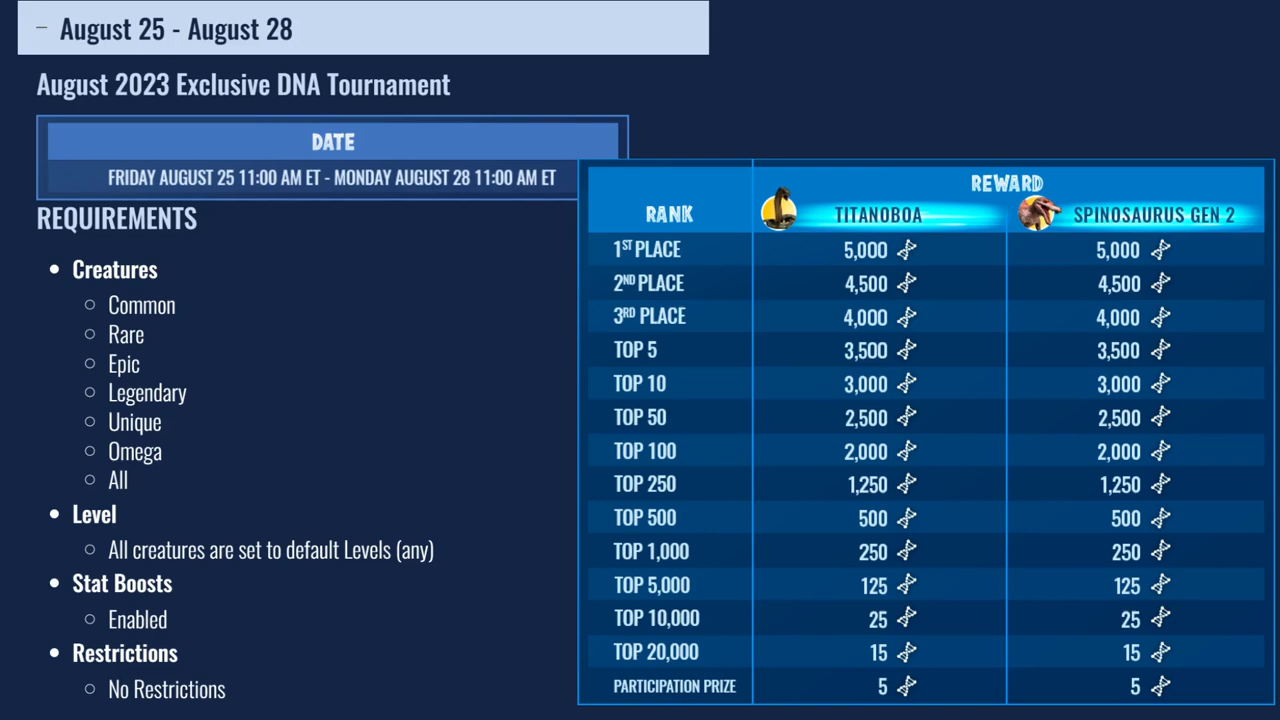 – August 25 - August 28
August 2023 Exclusive DNA Tournament
DATE
FRIDAY AUGUST 25 11:00 AM ET - MONDAY AUGUST 28 11:00 AM ET
REQUIREMENTS
• Creatures
○ Common
○ Rare
○ Epic
○ Legendary
○ Unique
○ Omega
○ All
• Level
○ All creatures are set to default Levels (any)
• Stat Boosts
○ Enabled
• Restrictions
○ No Restrictions
REWARD
RANK TITANOBOA SPINOSAURUS GEN 2
1ST PLACE 5,000 5,000
2ND PLACE 4,500 4,500
3RD PLACE 4,000 4,000
TOP 5 3,500 3,500
TOP 10 3,000 3,000
TOP 50 2,500 2,500
TOP 100 2,000 2,000
TOP 250 1,250 1,250
TOP 500 500 500
TOP 1,000 250 250
TOP 5,000 125 125
TOP 10,000 25 25
TOP 20,000 15 15
PARTICIPATION PRIZE 5 5